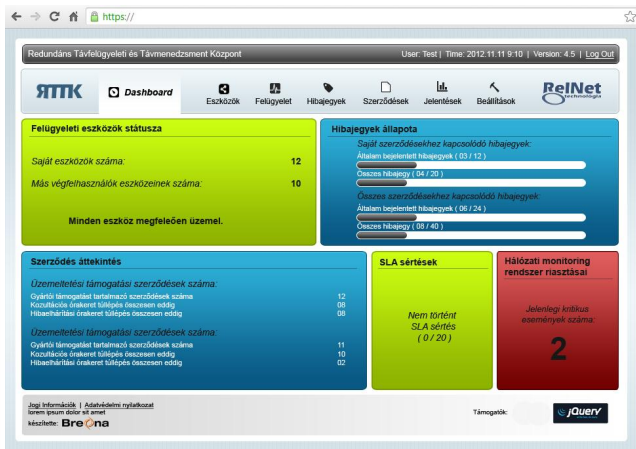 https://
Redundáns Távfelügyeleti és Távmenedzsment Központ
User: Test | Time: 2012.11.11 9:10 | Version: 4.5 | Log Out
ЯTTK
Dashboard
Eszközök
Felügyelet
Hibajegyek
Szerződések
Jelentések
Beállítások
RelNet
technológia
Felügyeleti eszközök státusza
Saját eszközök száma: 12
Más végfelhasználók eszközeinek száma: 10
Minden eszköz megfelelően üzemel.
Hibajegyek állapota
Saját szerződésekhez kapcsolódó hibajegyek:
Általam bejelentett hibajegyek ( 03 / 12 )
Összes hibajegy ( 04 / 20 )
Összes szerződésekhez kapcsolódó hibajegyek:
Általam bejelentett hibajegyek ( 06 / 24 )
Összes hibajegy ( 08 / 40 )
Szerződés áttekintés
Üzemeltetési támogatási szerződések száma:
Gyártói támogatást tartalmazó szerződések száma 12
Kozultációs órakeret túllépés összesen eddig 08
Hibaelhárítási órakeret túllépés összesen eddig 08
Üzemeltetési támogatási szerződések száma:
Gyártói támogatást tartalmazó szerződések száma 11
Kozultációs órakeret túllépés összesen eddig 10
Hibaelhárítási órakeret túllépés összesen eddig 02
SLA sértések
Nem történt
SLA sértés
( 0 / 20 )
Hálózati monitoring
rendszer riasztásai
Jelenlegi kritikus
események száma:
2
Jogi Információk | Adatvédelmi nyilatkozat
lorem ipsum dolor sit amet
készítette: Breona
Támogatók:
jQuery